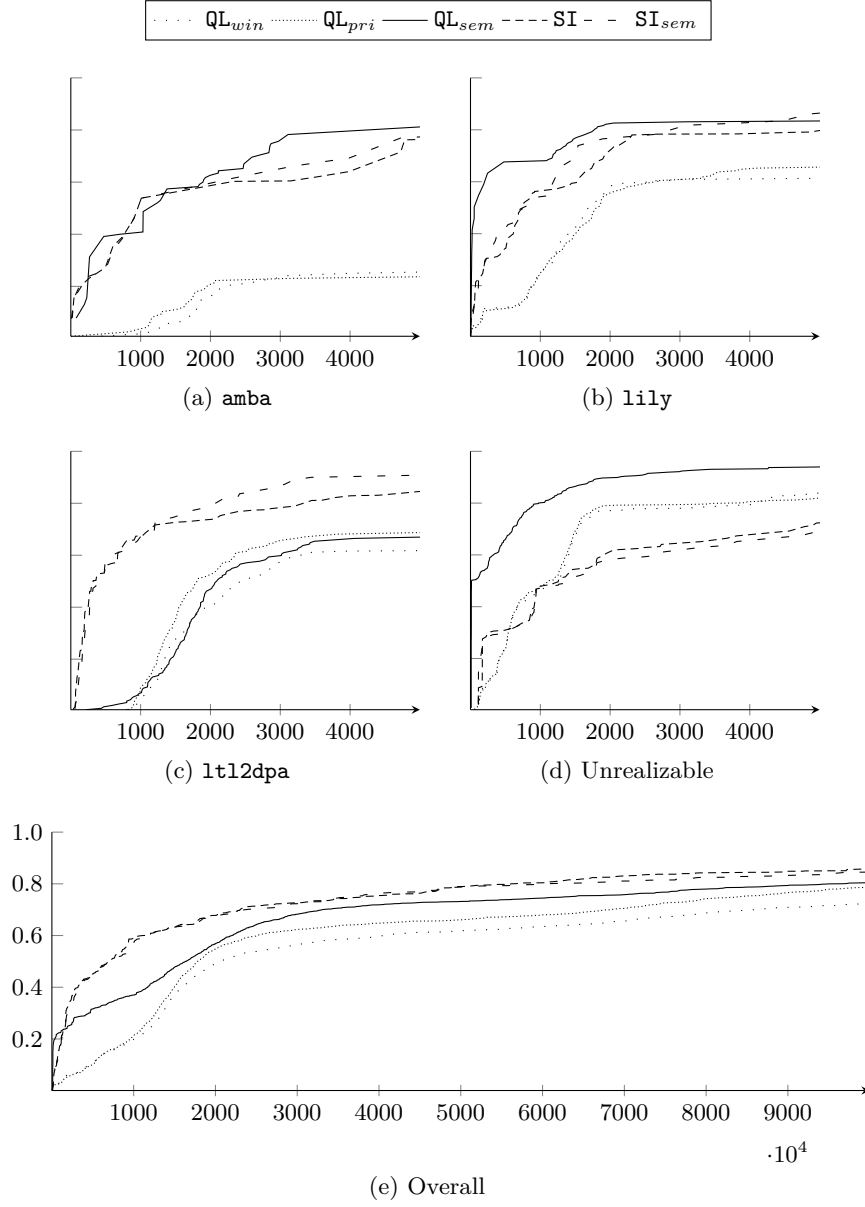 QL_win QL_pri QL_sem SI SI_sem
1000 2000 3000 4000
(a) amba
1000 2000 3000 4000
(b) lily
1000 2000 3000 4000
(c) ltl2dpa
1000 2000 3000 4000
(d) Unrealizable
1.0
0.8
0.6
0.4
0.2
1000 2000 3000 4000 5000 6000 7000 8000 9000
·10^4
(e) Overall